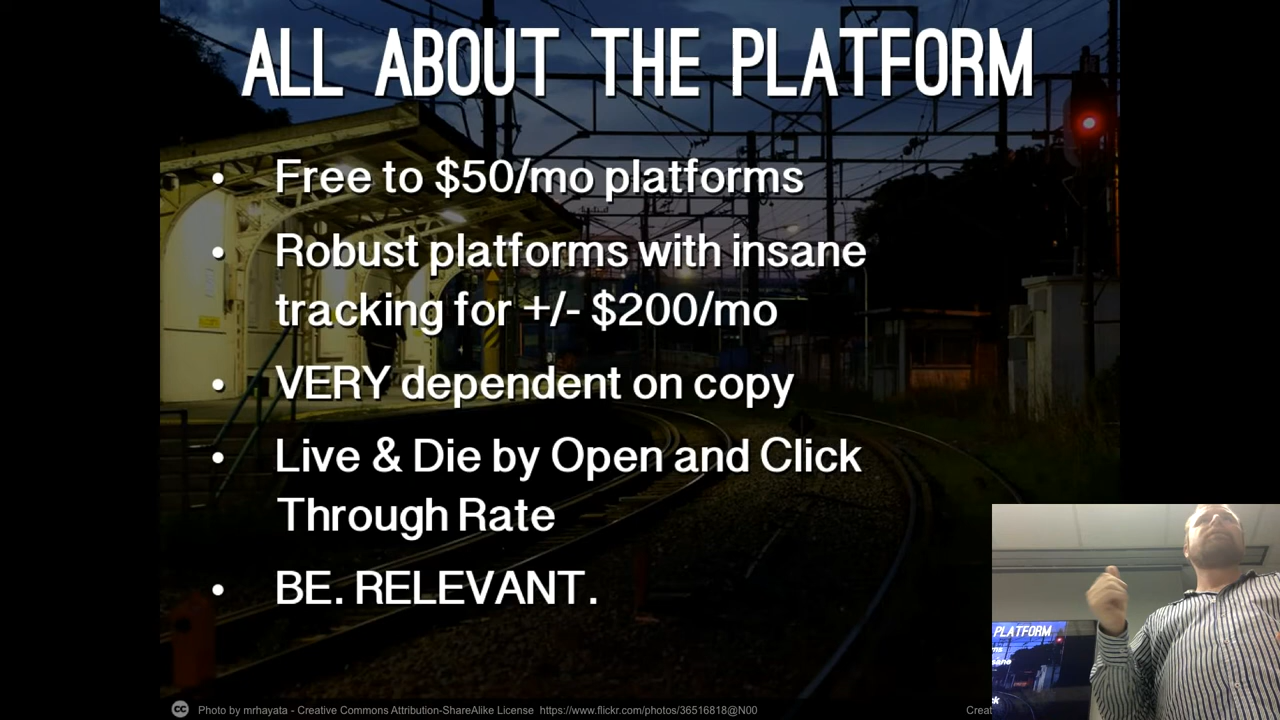 ALL ABOUT THE PLATFORM
• Free to $50/mo platforms
• Robust platforms with insane
tracking for +/- $200/mo
• VERY dependent on copy
• Live & Die by Open and Click
Through Rate
• BE. RELEVANT.
PLATFORM
cc Photo by mrhayata - Creative Commons Attribution-ShareAlike License https://www.flickr.com/photos/36516818@N00